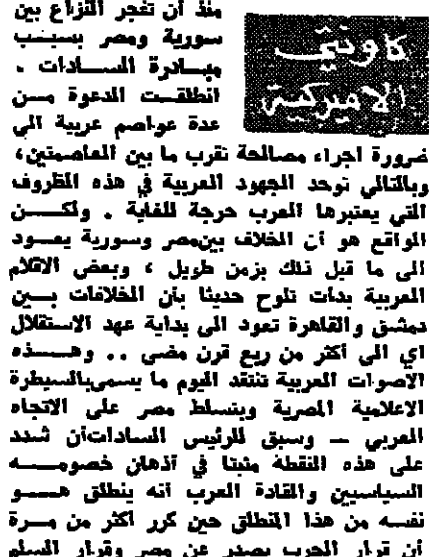 منذ أن تفجر النزاع بين
سورية ومصر بسبب
مبادرة السادات .
انطلقت الدعوة من
عدة عواصم عربية الى
كاوتي
الاميركية
ضرورة اجراء مصالحة تقرب ما بين العاصمتين،
وبالتالي توحد الجهود العربية في هذه الظروف
التي يعتبرها العرب حرجة للغاية . ولكن
الواقع هو أن الخلاف بين مصر وسورية يعود
الى ما قبل ذلك بزمن طويل ، وبعض الاقلام
العربية بدأت تلوح حديثا بأن الخلافات بين
دمشق والقاهرة تعود الى بداية عهد الاستقلال
اي الى أكثر من ربع قرن مضى .. وهذه
الاصوات العربية تنتقد اليوم ما يسمى بالسيطرة
الاعلامية المصرية وبتسلط مصر على الاتجاه
العربي — وسبق للرئيس السادات أن شدد
على هذه النقطة مثبتا في أذهان خصومه
السياسيين والقادة العرب أنه ينطلق هو
نفسه من هذا المنطلق حين كرر أكثر من مرة
أن قرار الحرب يصدر عن مصر وقرار السلم